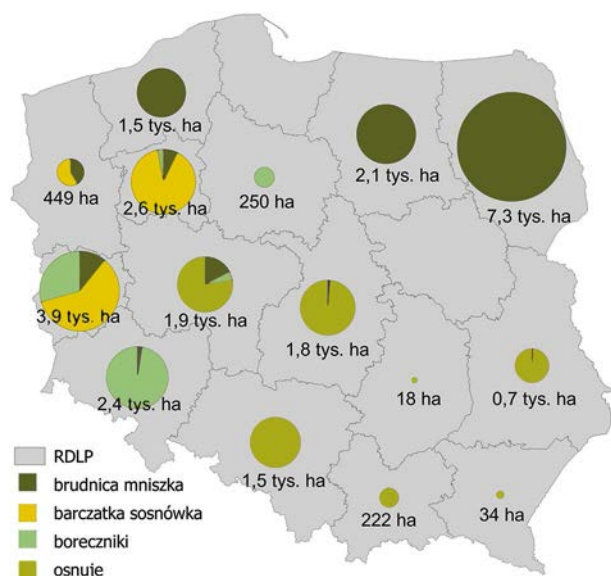 1,5 tys. ha
2,1 tys. ha
7,3 tys. ha
449 ha
2,6 tys. ha
250 ha
3,9 tys. ha
1,9 tys. ha
1,8 tys. ha
2,4 tys. ha
18 ha
0,7 tys. ha
1,5 tys. ha
222 ha
34 ha
RDLP
brudnica mniszka
barczatka sosnówka
boreczniki
osnuje